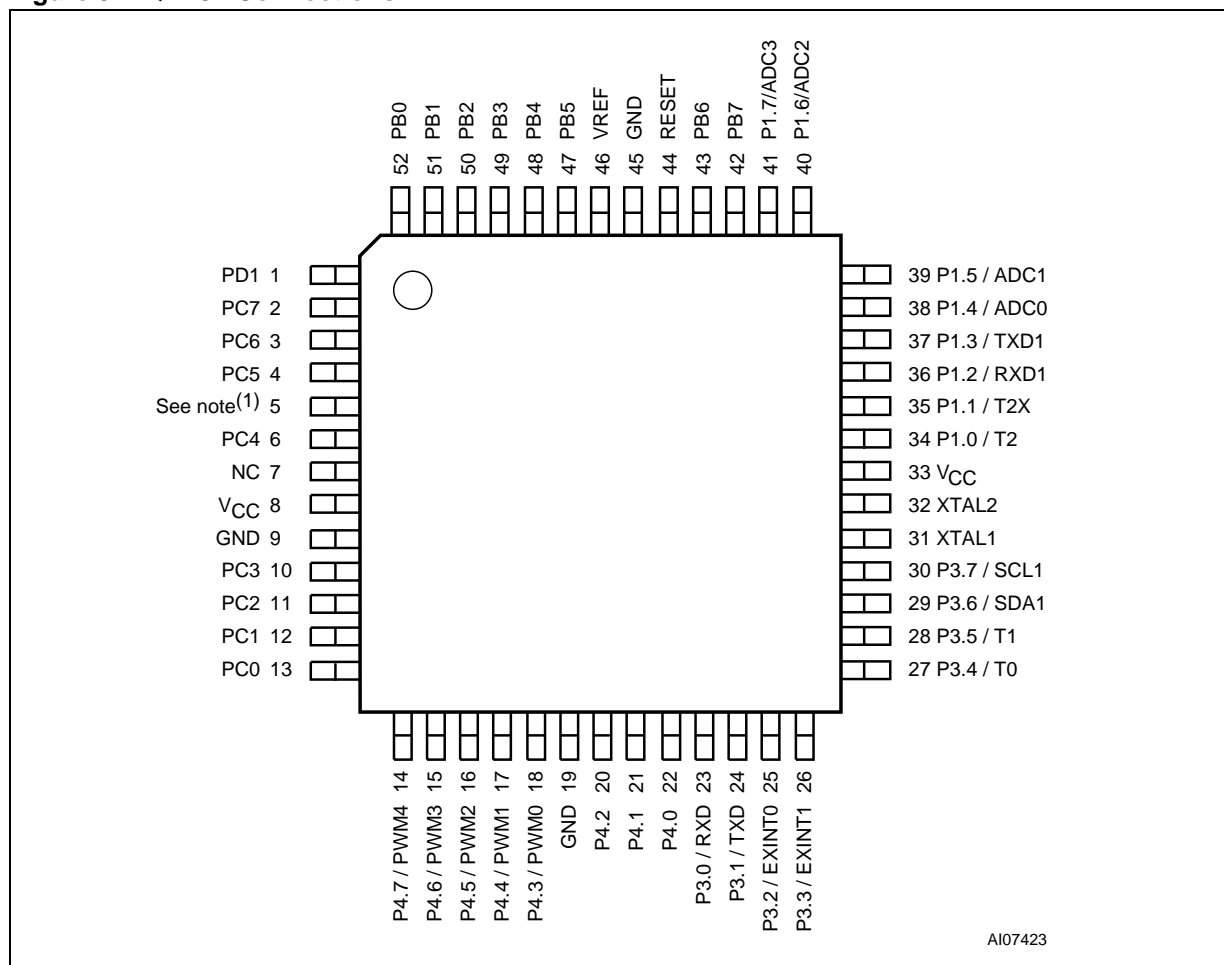 52 PB0
51 PB1
50 PB2
49 PB3
48 PB4
47 PB5
46 VREF
45 GND
44 RESET
43 PB6
42 PB7
41 P1.7/ADC3
40 P1.6/ADC2
PD1 1
PC7 2
PC6 3
PC5 4
See note(1) 5
PC4 6
NC 7
VCC 8
GND 9
PC3 10
PC2 11
PC1 12
PC0 13
39 P1.5 / ADC1
38 P1.4 / ADC0
37 P1.3 / TXD1
36 P1.2 / RXD1
35 P1.1 / T2X
34 P1.0 / T2
33 VCC
32 XTAL2
31 XTAL1
30 P3.7 / SCL1
29 P3.6 / SDA1
28 P3.5 / T1
27 P3.4 / T0
P4.7 / PWM4 14
P4.6 / PWM3 15
P4.5 / PWM2 16
P4.4 / PWM1 17
P4.3 / PWM0 18
GND 19
P4.2 20
P4.1 21
P4.0 22
P3.0 / RXD 23
P3.1 / TXD 24
P3.2 / EXINT0 25
P3.3 / EXINT1 26
AI07423